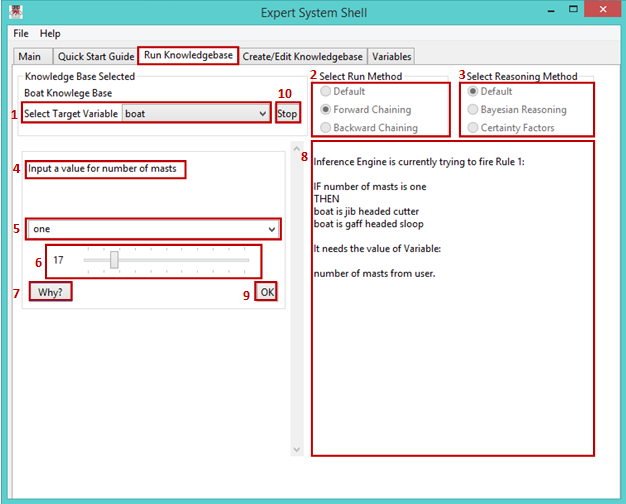 Expert System Shell
File Help
Main Quick Start Guide Run Knowledgebase Create/Edit Knowledgebase Variables
Knowledge Base Selected
Boat Knowlege Base
1 Select Target Variable boat
10
Stop
2 Select Run Method
Default
Forward Chaining
Backward Chaining
3 Select Reasoning Method
Default
Bayesian Reasoning
Certainty Factors
4 Input a value for number of masts
5 one
6 17
7 Why?
9 OK
8
Inference Engine is currently trying to fire Rule 1:
IF number of masts is one
THEN
boat is jib headed cutter
boat is gaff headed sloop
It needs the value of Variable:
number of masts from user.